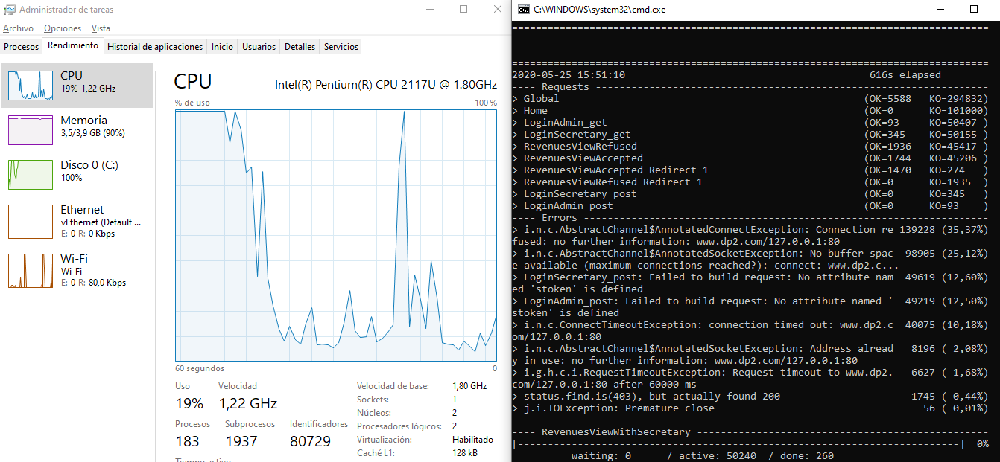 Administrador de tareas
Archivo Opciones Vista
Procesos Rendimiento Historial de aplicaciones Inicio Usuarios Detalles Servicios
CPU
19% 1,22 GHz
Memoria
3,5/3,9 GB (90%)
Disco 0 (C:)
100%
Ethernet
vEthernet (Default ...
E: 0 R: 0 Kbps
Wi-Fi
Wi-Fi
E: 0 R: 80,0 Kbps
CPU Intel(R) Pentium(R) CPU 2117U @ 1.80GHz
% de uso 100 %
60 segundos 0
Uso Velocidad
19% 1,22 GHz
Procesos Subprocesos Identificadores
183 1937 80729
Tiempo activo
Velocidad de base: 1,80 GHz
Sockets: 1
Núcleos: 2
Procesadores lógicos: 2
Virtualización: Habilitado
Caché L1: 128 kB
C:\WINDOWS\system32\cmd.exe
================================================================================
================================================================================
2020-05-25 15:51:10 616s elapsed
---- Requests ------------------------------------------------------------------
> Global (OK=5588 KO=294832)
> Home (OK=0 KO=101000)
> LoginAdmin_get (OK=93 KO=50407 )
> LoginSecretary_get (OK=345 KO=50155 )
> RevenuesViewRefused (OK=1936 KO=45417 )
> RevenuesViewAccepted (OK=1744 KO=45206 )
> RevenuesViewAccepted Redirect 1 (OK=1470 KO=274 )
> RevenuesViewRefused Redirect 1 (OK=0 KO=1935 )
> LoginSecretary_post (OK=0 KO=345 )
> LoginAdmin_post (OK=0 KO=93 )
---- Errors --------------------------------------------------------------------
> i.n.c.AbstractChannel$AnnotatedConnectException: Connection re 139228 (35,37%)
fused: no further information: www.dp2.com/127.0.0.1:80
> i.n.c.AbstractChannel$AnnotatedSocketException: No buffer spac 98905 (25,12%)
e available (maximum connections reached?): connect: www.dp2.c...
> LoginSecretary_post: Failed to build request: No attribute nam 49619 (12,60%)
ed 'stoken' is defined
> LoginAdmin_post: Failed to build request: No attribute named ' 49219 (12,50%)
stoken' is defined
> i.n.c.ConnectTimeoutException: connection timed out: www.dp2.c 40075 (10,18%)
om/127.0.0.1:80
> i.n.c.AbstractChannel$AnnotatedSocketException: Address alread 8196 ( 2,08%)
y in use: no further information: www.dp2.com/127.0.0.1:80
> i.g.h.c.i.RequestTimeoutException: Request timeout to www.dp2. 6627 ( 1,68%)
com/127.0.0.1:80 after 60000 ms
> status.find.is(403), but actually found 200 1745 ( 0,44%)
> j.i.IOException: Premature close 56 ( 0,01%)
---- RevenuesViewWithSecretary -------------------------------------------------
[--------------------------------------------------------------------------] 0%
waiting: 0 / active: 50240 / done: 260